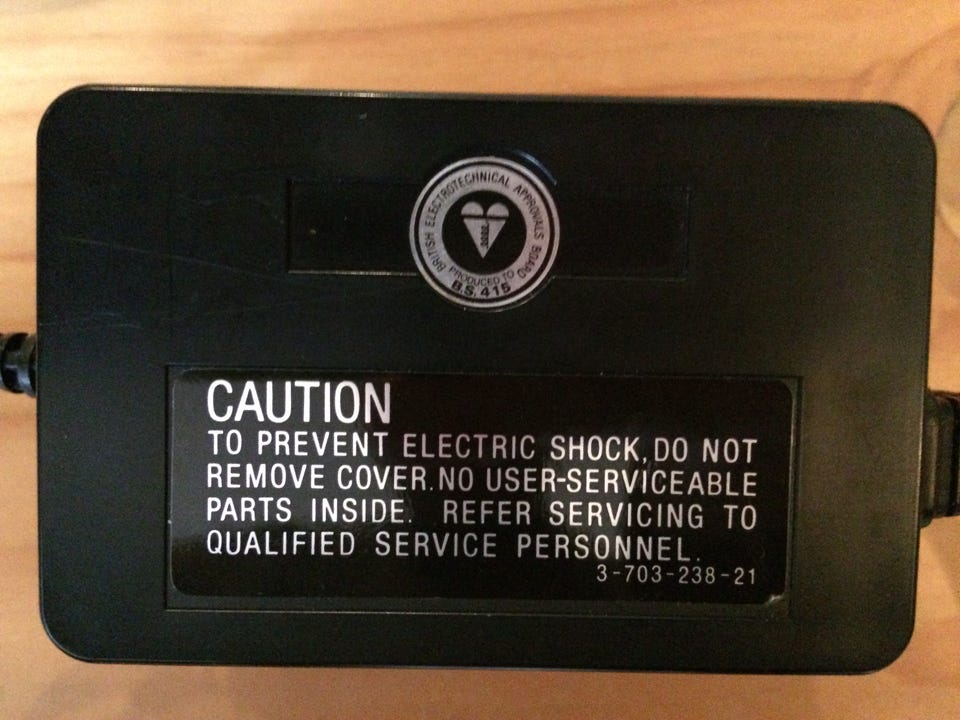 BRITISH ELECTROTECHNICAL APPROVALS BOARD
PRODUCED TO
B.S. 415
CAUTION
TO PREVENT ELECTRIC SHOCK, DO NOT
REMOVE COVER. NO USER-SERVICEABLE
PARTS INSIDE. REFER SERVICING TO
QUALIFIED SERVICE PERSONNEL.
3-703-238-21